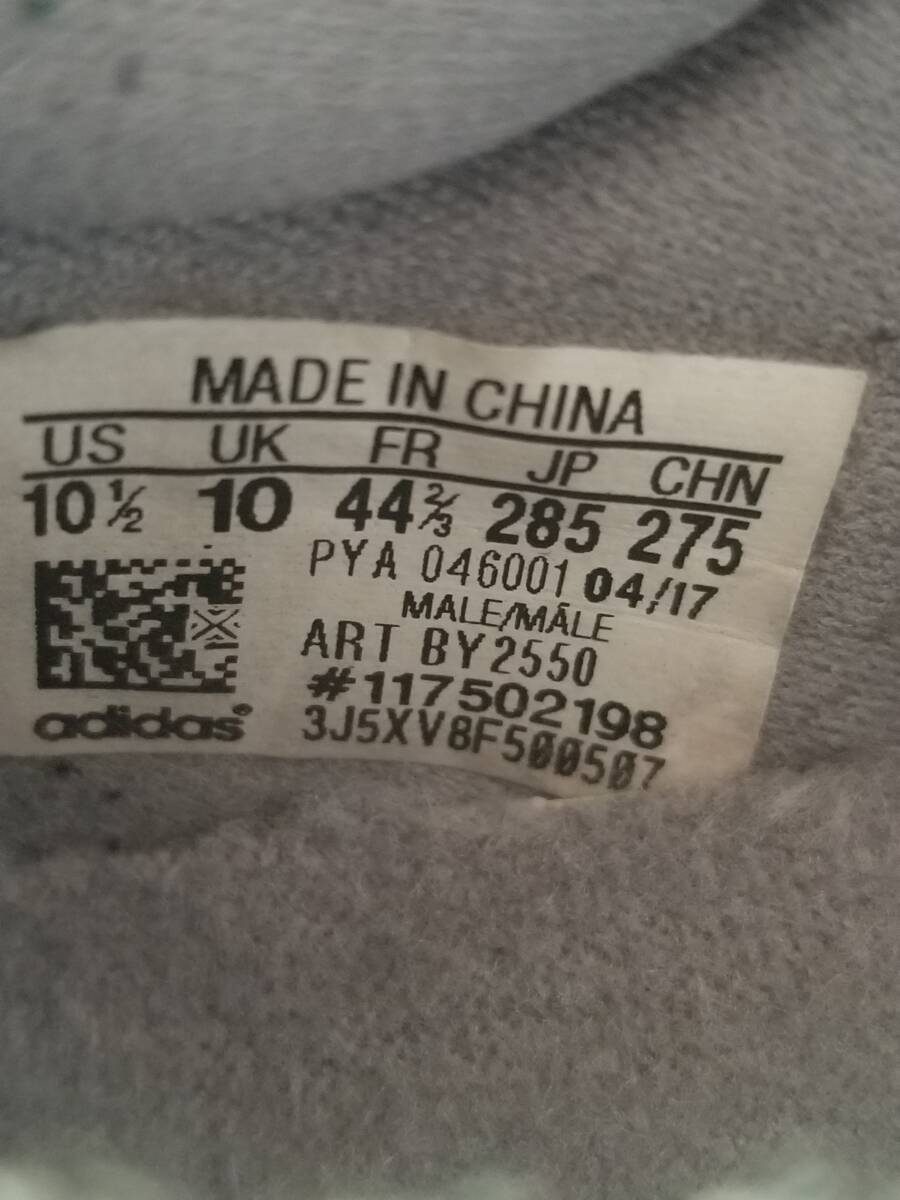 MADE IN CHINA
US UK FR JP CHN
10½ 10 44⅔ 285 275
PYA 046001 04/17
MALE/MÂLE
ART BY2550
#117502198
adidas®
3J5XV8F500507